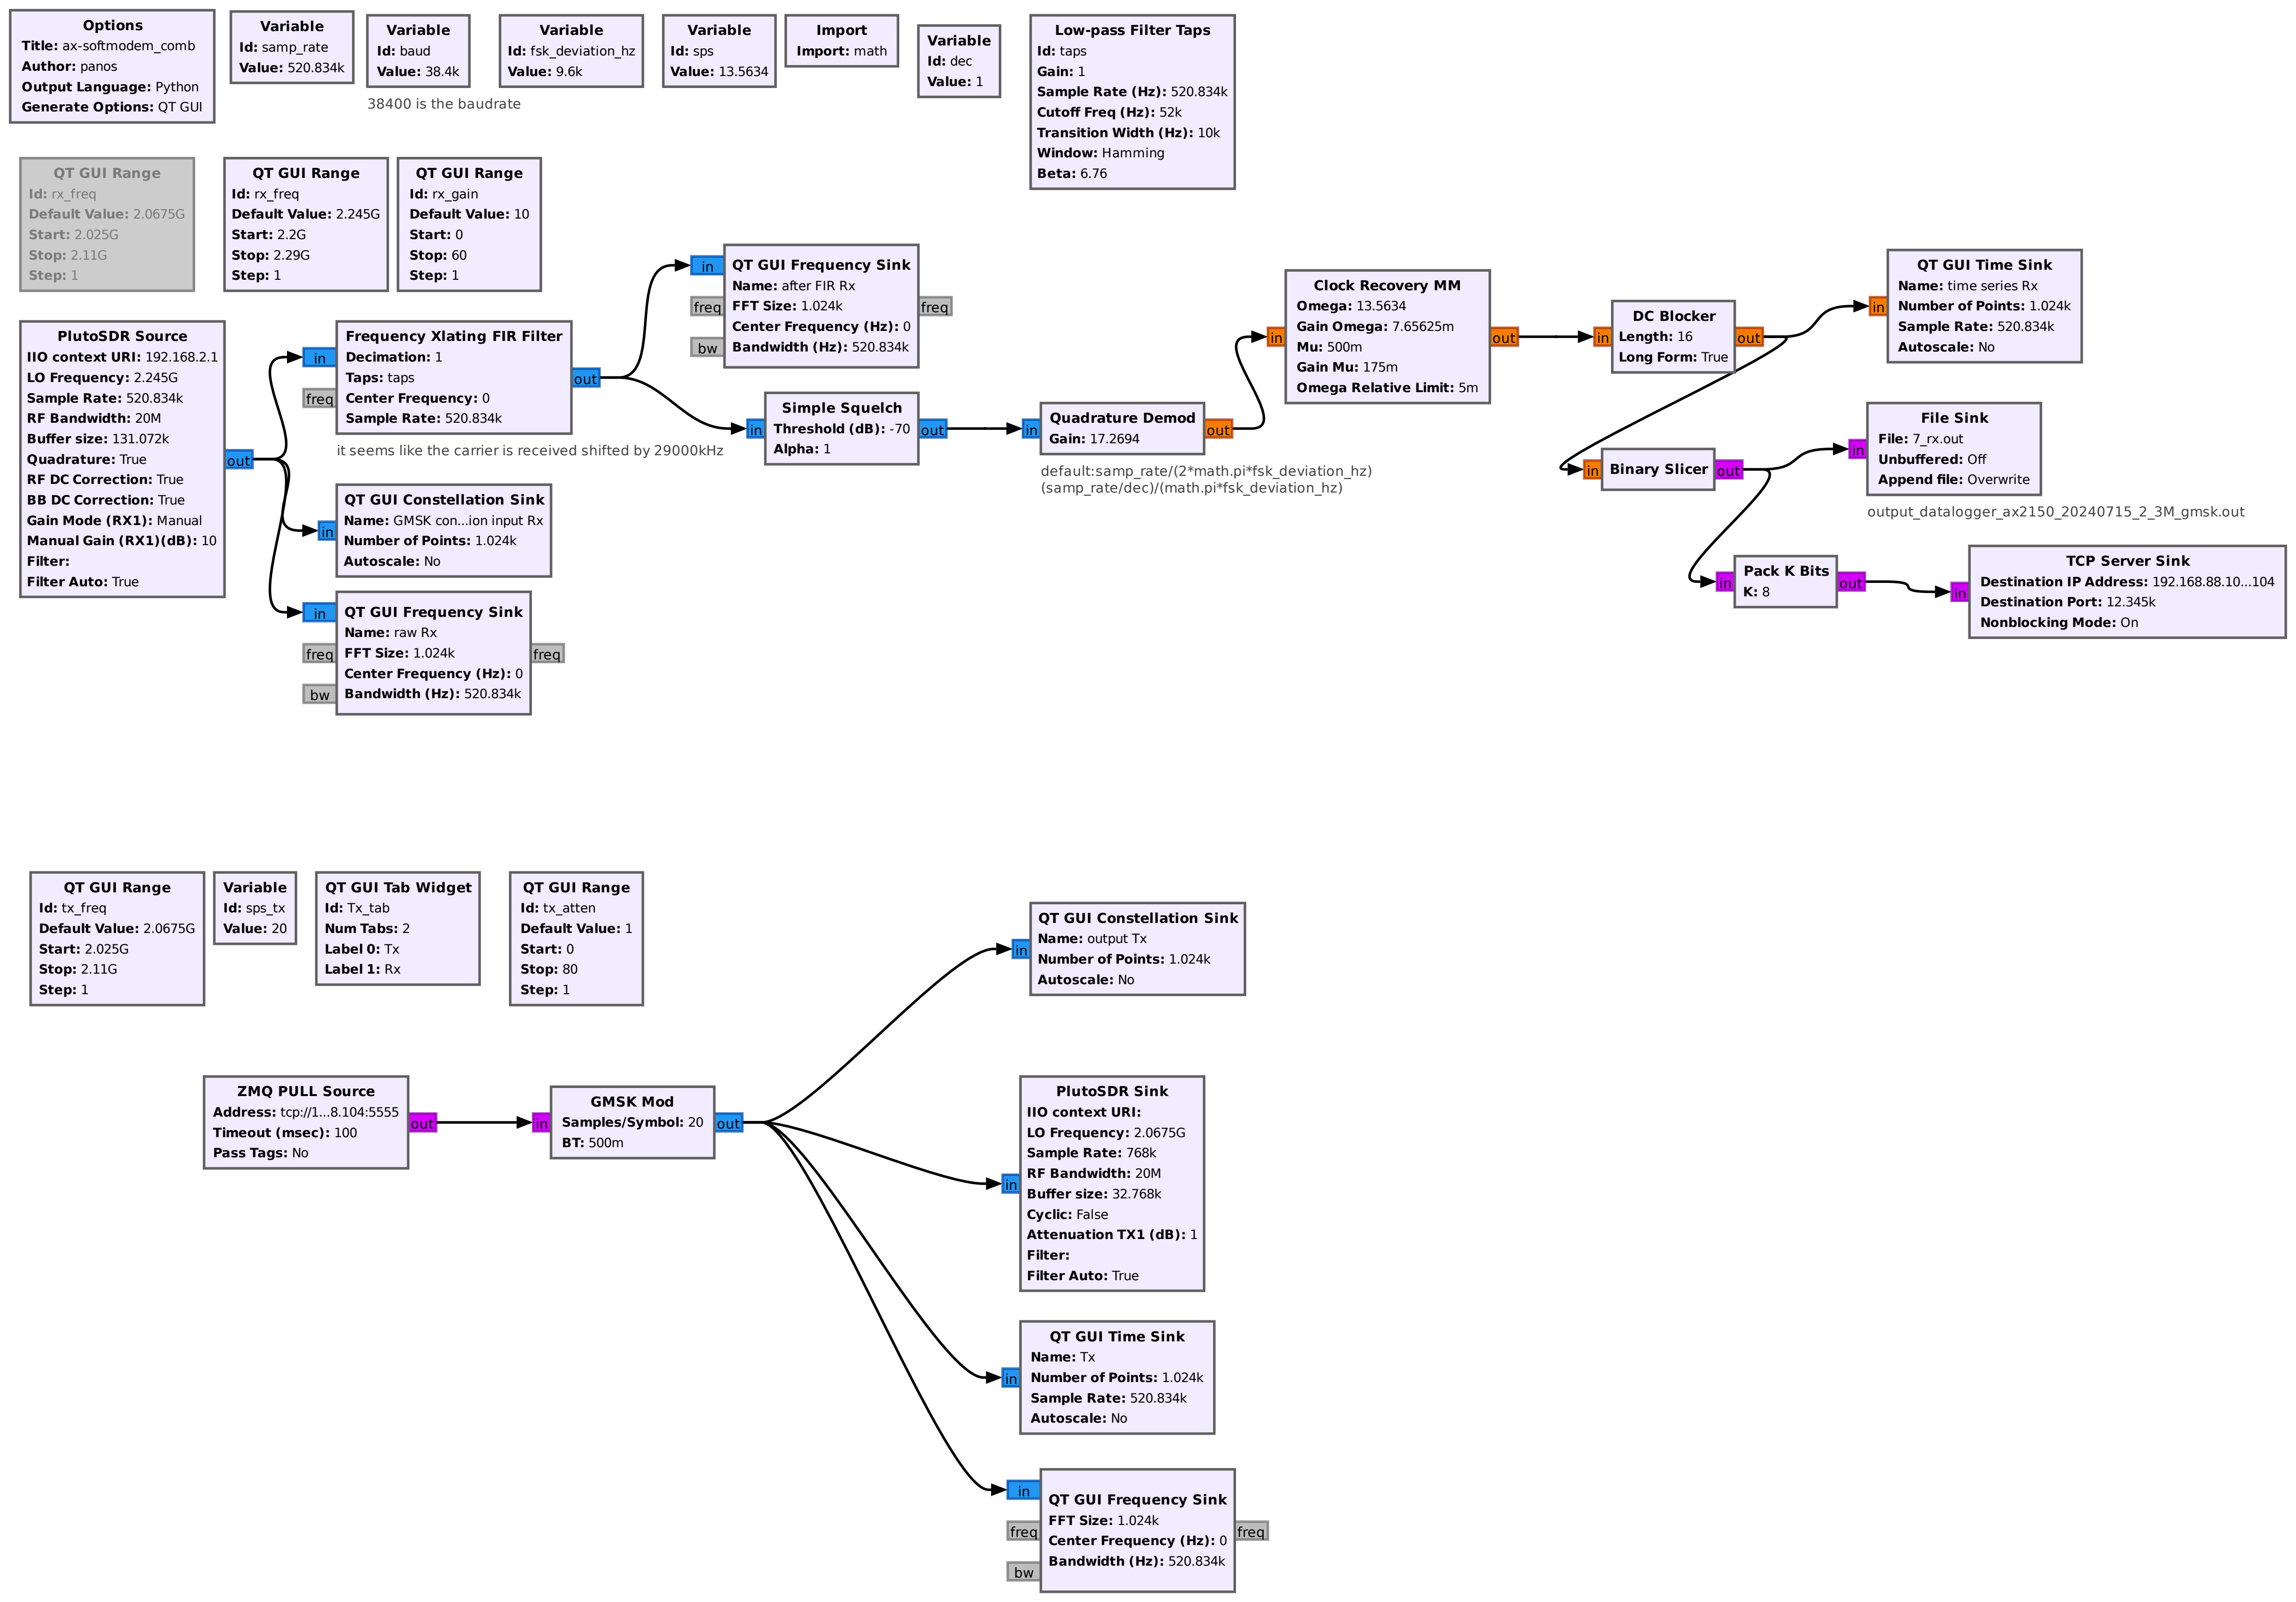 Options
Title: ax-softmodem_comb
Author: panos
Output Language: Python
Generate Options: QT GUI
Variable
Id: samp_rate
Value: 520.834k
Variable
Id: baud
Value: 38.4k
38400 is the baudrate
Variable
Id: fsk_deviation_hz
Value: 9.6k
Variable
Id: sps
Value: 13.5634
Import
Import: math
Variable
Id: dec
Value: 1
Low-pass Filter Taps
Id: taps
Gain: 1
Sample Rate (Hz): 520.834k
Cutoff Freq (Hz): 52k
Transition Width (Hz): 10k
Window: Hamming
Beta: 6.76
QT GUI Range
Id: rx_freq
Default Value: 2.0675G
Start: 2.025G
Stop: 2.11G
Step: 1
QT GUI Range
Id: rx_freq
Default Value: 2.245G
Start: 2.2G
Stop: 2.29G
Step: 1
QT GUI Range
Id: rx_gain
Default Value: 10
Start: 0
Stop: 60
Step: 1
PlutoSDR Source
IIO context URI: 192.168.2.1
LO Frequency: 2.245G
Sample Rate: 520.834k
RF Bandwidth: 20M
Buffer size: 131.072k
Quadrature: True
RF DC Correction: True
BB DC Correction: True
Gain Mode (RX1): Manual
Manual Gain (RX1)(dB): 10
Filter:
Filter Auto: True
out
in
freq
Frequency Xlating FIR Filter
Decimation: 1
Taps: taps
Center Frequency: 0
Sample Rate: 520.834k
out
it seems like the carrier is received shifted by 29000kHz
in
QT GUI Constellation Sink
Name: GMSK con...ion input Rx
Number of Points: 1.024k
Autoscale: No
in
freq
bw
QT GUI Frequency Sink
Name: raw Rx
FFT Size: 1.024k
Center Frequency (Hz): 0
Bandwidth (Hz): 520.834k
freq
in
freq
bw
QT GUI Frequency Sink
Name: after FIR Rx
FFT Size: 1.024k
Center Frequency (Hz): 0
Bandwidth (Hz): 520.834k
freq
in
Simple Squelch
Threshold (dB): -70
Alpha: 1
out
in
Quadrature Demod
Gain: 17.2694
out
default:samp_rate/(2*math.pi*fsk_deviation_hz)
(samp_rate/dec)/(math.pi*fsk_deviation_hz)
in
Clock Recovery MM
Omega: 13.5634
Gain Omega: 7.65625m
Mu: 500m
Gain Mu: 175m
Omega Relative Limit: 5m
out
in
DC Blocker
Length: 16
Long Form: True
out
in
QT GUI Time Sink
Name: time series Rx
Number of Points: 1.024k
Sample Rate: 520.834k
Autoscale: No
in
Binary Slicer
out
in
File Sink
File: 7_rx.out
Unbuffered: Off
Append file: Overwrite
output_datalogger_ax2150_20240715_2_3M_gmsk.out
in
Pack K Bits
K: 8
out
in
TCP Server Sink
Destination IP Address: 192.168.88.10...104
Destination Port: 12.345k
Nonblocking Mode: On
QT GUI Range
Id: tx_freq
Default Value: 2.0675G
Start: 2.025G
Stop: 2.11G
Step: 1
Variable
Id: sps_tx
Value: 20
QT GUI Tab Widget
Id: Tx_tab
Num Tabs: 2
Label 0: Tx
Label 1: Rx
QT GUI Range
Id: tx_atten
Default Value: 1
Start: 0
Stop: 80
Step: 1
ZMQ PULL Source
Address: tcp://1...8.104:5555
Timeout (msec): 100
Pass Tags: No
out
in
GMSK Mod
Samples/Symbol: 20
BT: 500m
out
in
QT GUI Constellation Sink
Name: output Tx
Number of Points: 1.024k
Autoscale: No
in
PlutoSDR Sink
IIO context URI:
LO Frequency: 2.0675G
Sample Rate: 768k
RF Bandwidth: 20M
Buffer size: 32.768k
Cyclic: False
Attenuation TX1 (dB): 1
Filter:
Filter Auto: True
in
QT GUI Time Sink
Name: Tx
Number of Points: 1.024k
Sample Rate: 520.834k
Autoscale: No
in
freq
bw
QT GUI Frequency Sink
FFT Size: 1.024k
Center Frequency (Hz): 0
Bandwidth (Hz): 520.834k
freq